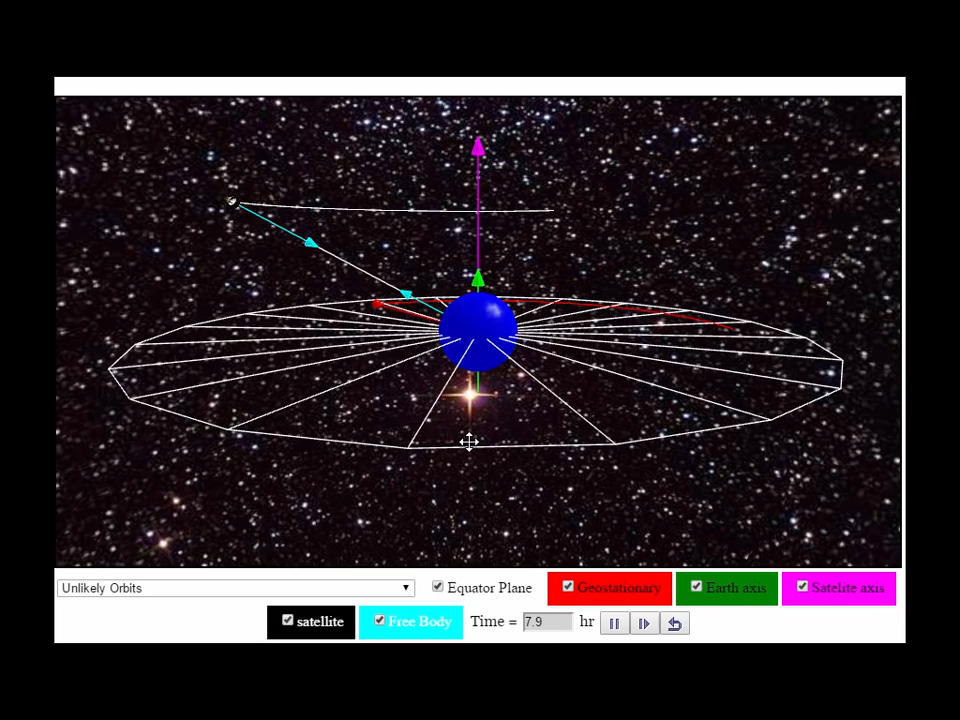 Unlikely Orbits Equator Plane Geostationary Earth axis Satelite axis
satellite Free Body Time = 7.9 hr